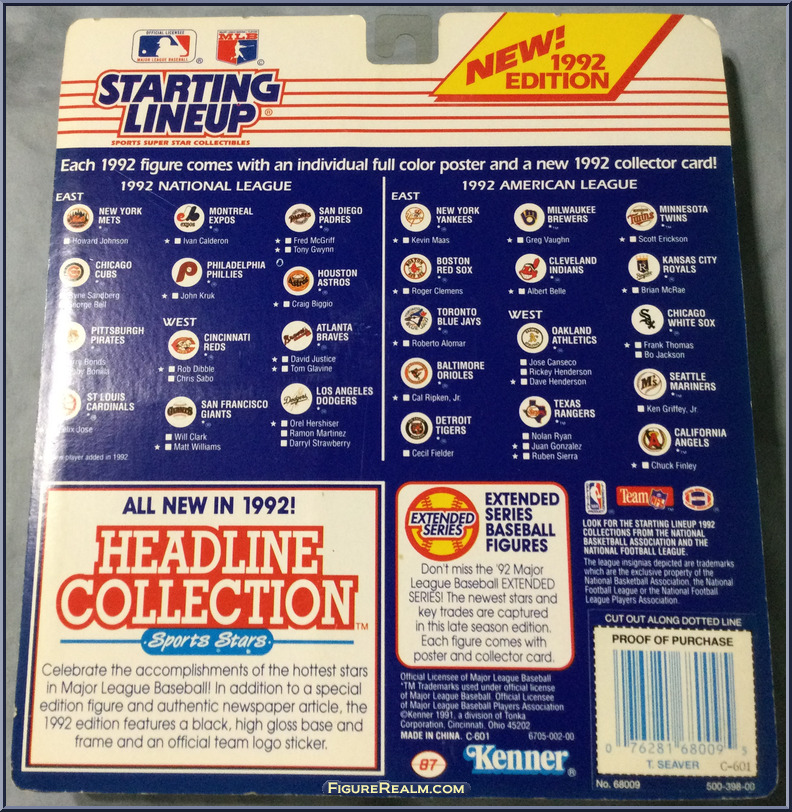 OFFICIAL LICENSEE
MAJOR LEAGUE BASEBALL
®
MLB
©
NEW!
1992
EDITION
STARTING
LINEUP®
SPORTS SUPER STAR COLLECTIBLES
Each 1992 figure comes with an individual full color poster and a new 1992 collector card!
1992 NATIONAL LEAGUE
EAST
NEW YORK
METS
Howard Johnson
MONTREAL
EXPOS
★ Ivan Calderon
SAN DIEGO
PADRES
★ Fred McGriff
★ Tony Gwynn
CHICAGO
CUBS
Sandberg
Bell
PHILADELPHIA
PHILLIES
★ John Kruk
HOUSTON
ASTROS
★ Craig Biggio
PITTSBURGH
PIRATES
Bonds
Bonilla
WEST
CINCINNATI
REDS
★ Rob Dibble
Chris Sabo
ATLANTA
BRAVES
★ David Justice
★ Tom Glavine
ST LOUIS
CARDINALS
Jose
SAN FRANCISCO
GIANTS
Will Clark
★ Matt Williams
LOS ANGELES
DODGERS
★ Orel Hershiser
Ramon Martinez
Darryl Strawberry
player added in 1992
1992 AMERICAN LEAGUE
EAST
NEW YORK
YANKEES
★ Kevin Maas
MILWAUKEE
BREWERS
★ Greg Vaughn
MINNESOTA
TWINS
★ Scott Erickson
BOSTON
RED SOX
★ Roger Clemens
CLEVELAND
INDIANS
★ Albert Belle
KANSAS CITY
ROYALS
★ Brian McRae
TORONTO
BLUE JAYS
★ Roberto Alomar
WEST
OAKLAND
ATHLETICS
Jose Canseco
Rickey Henderson
★ Dave Henderson
CHICAGO
WHITE SOX
★ Frank Thomas
Bo Jackson
BALTIMORE
ORIOLES
★ Cal Ripken, Jr.
TEXAS
RANGERS
Nolan Ryan
★ Juan Gonzalez
★ Ruben Sierra
SEATTLE
MARINERS
Ken Griffey, Jr.
DETROIT
TIGERS
Cecil Fielder
CALIFORNIA
ANGELS
★ Chuck Finley
ALL NEW IN 1992!
HEADLINE
COLLECTION™
Sports Stars
Celebrate the accomplishments of the hottest stars
in Major League Baseball! In addition to a special
edition figure and authentic newspaper article, the
1992 edition features a black, high gloss base and
frame and an official team logo sticker.
EXTENDED
SERIES
EXTENDED
SERIES
BASEBALL
FIGURES
Don't miss the '92 Major
League Baseball EXTENDED
SERIES! The newest stars and
key trades are captured
in this late season edition.
Each figure comes with
poster and collector card.
Official Licensee of Major League Baseball
*TM Trademarks used under official license
of Major League Baseball. Official Licensee
of Major League Baseball Players Association
©Kenner 1991, a division of Tonka
Corporation, Cincinnati, Ohio 45202
MADE IN CHINA. C-601 6705-002-00
87
Kenner®
Team NFL
LOOK FOR THE STARTING LINEUP 1992
COLLECTIONS FROM THE NATIONAL
BASKETBALL ASSOCIATION AND THE
NATIONAL FOOTBALL LEAGUE.
The league insignias depicted are trademarks
which are the exclusive property of the
National Basketball Association, the National
Football League or the National Football
League Players Association.
CUT OUT ALONG DOTTED LINE
PROOF OF PURCHASE
0 76281 68009 5
T. SEAVER C-601
No. 68009 500-398-00
FIGUREREALM.COM